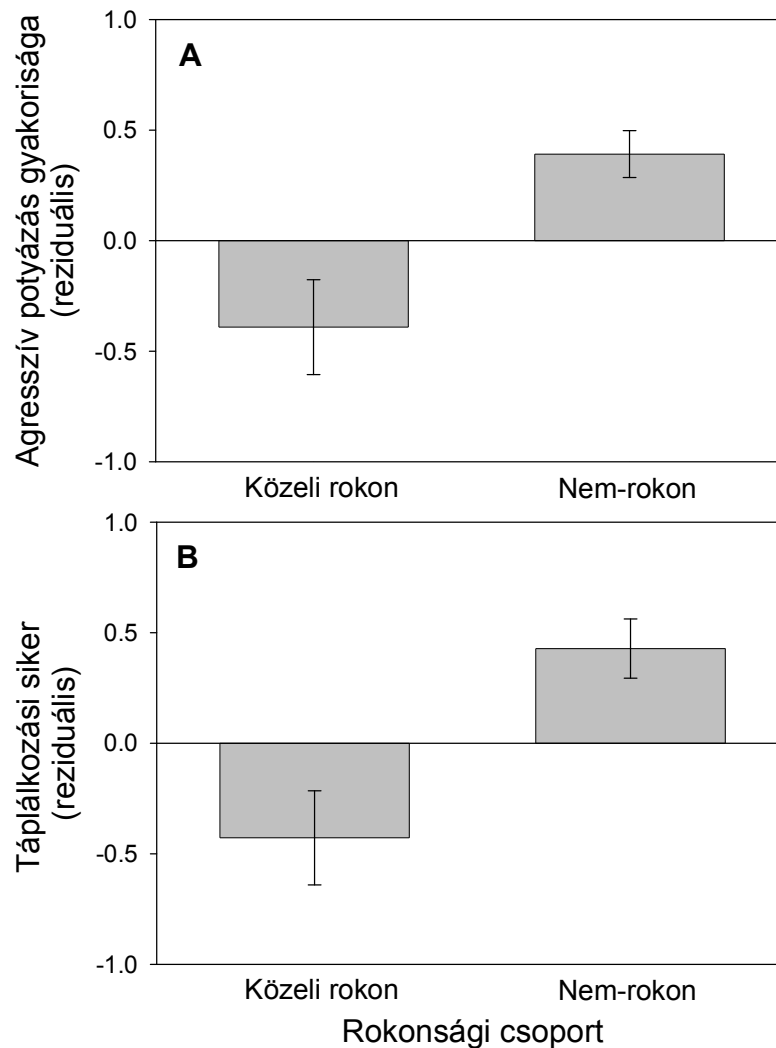 A
Agresszív potyázás gyakorisága
(reziduális)
1.0
0.5
0.0
-0.5
-1.0
Közeli rokon
Nem-rokon
B
Táplálkozási siker
(reziduális)
1.0
0.5
0.0
-0.5
-1.0
Közeli rokon
Nem-rokon
Rokonsági csoport